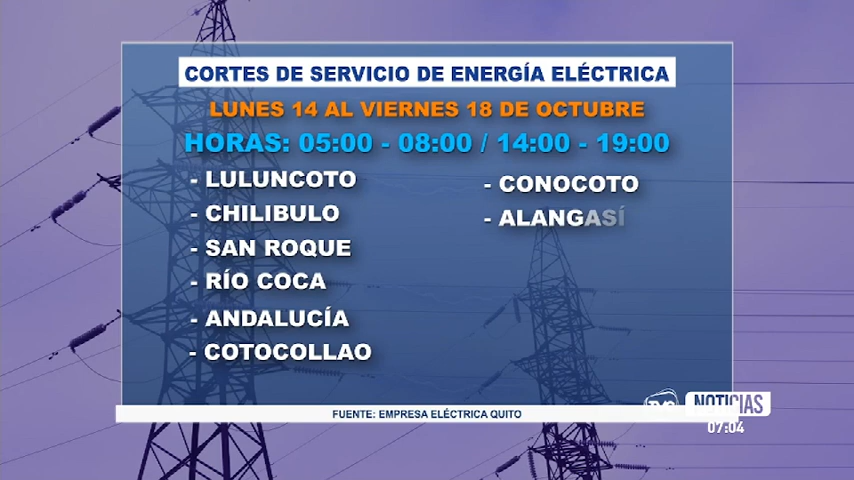 CORTES DE SERVICIO DE ENERGÍA ELÉCTRICA
LUNES 14 AL VIERNES 18 DE OCTUBRE
HORAS: 05:00 - 08:00 / 14:00 - 19:00
- LULUNCOTO
- CHILIBULO
- SAN ROQUE
- RÍO COCA
- ANDALUCÍA
- COTOCOLLAO
- CONOCOTO
- ALANGASÍ
FUENTE: EMPRESA ELÉCTRICA QUITO
NOTICIAS
07:04